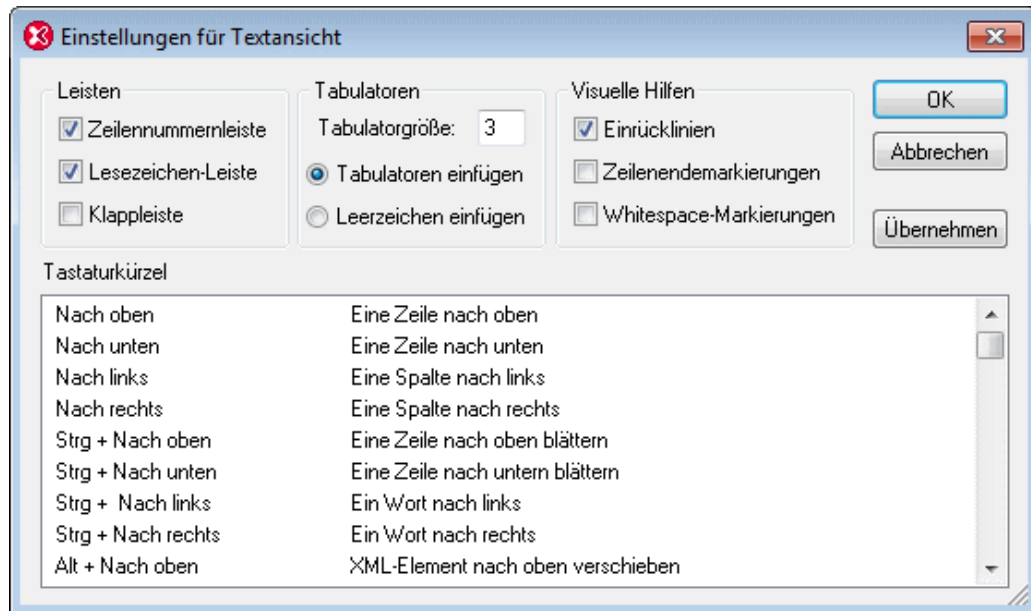 Einstellungen für Textansicht
Leisten
Zeilennummernleiste
Lesezeichen-Leiste
Klappleiste
Tabulatoren
Tabulatorgröße: 3
Tabulatoren einfügen
Leerzeichen einfügen
Visuelle Hilfen
Einrücklinien
Zeilenendemarkierungen
Whitespace-Markierungen
OK
Abbrechen
Übernehmen
Tastaturkürzel
Nach oben Eine Zeile nach oben
Nach unten Eine Zeile nach unten
Nach links Eine Spalte nach links
Nach rechts Eine Spalte nach rechts
Strg + Nach oben Eine Zeile nach oben blättern
Strg + Nach unten Eine Zeile nach untern blättern
Strg + Nach links Ein Wort nach links
Strg + Nach rechts Ein Wort nach rechts
Alt + Nach oben XML-Element nach oben verschieben